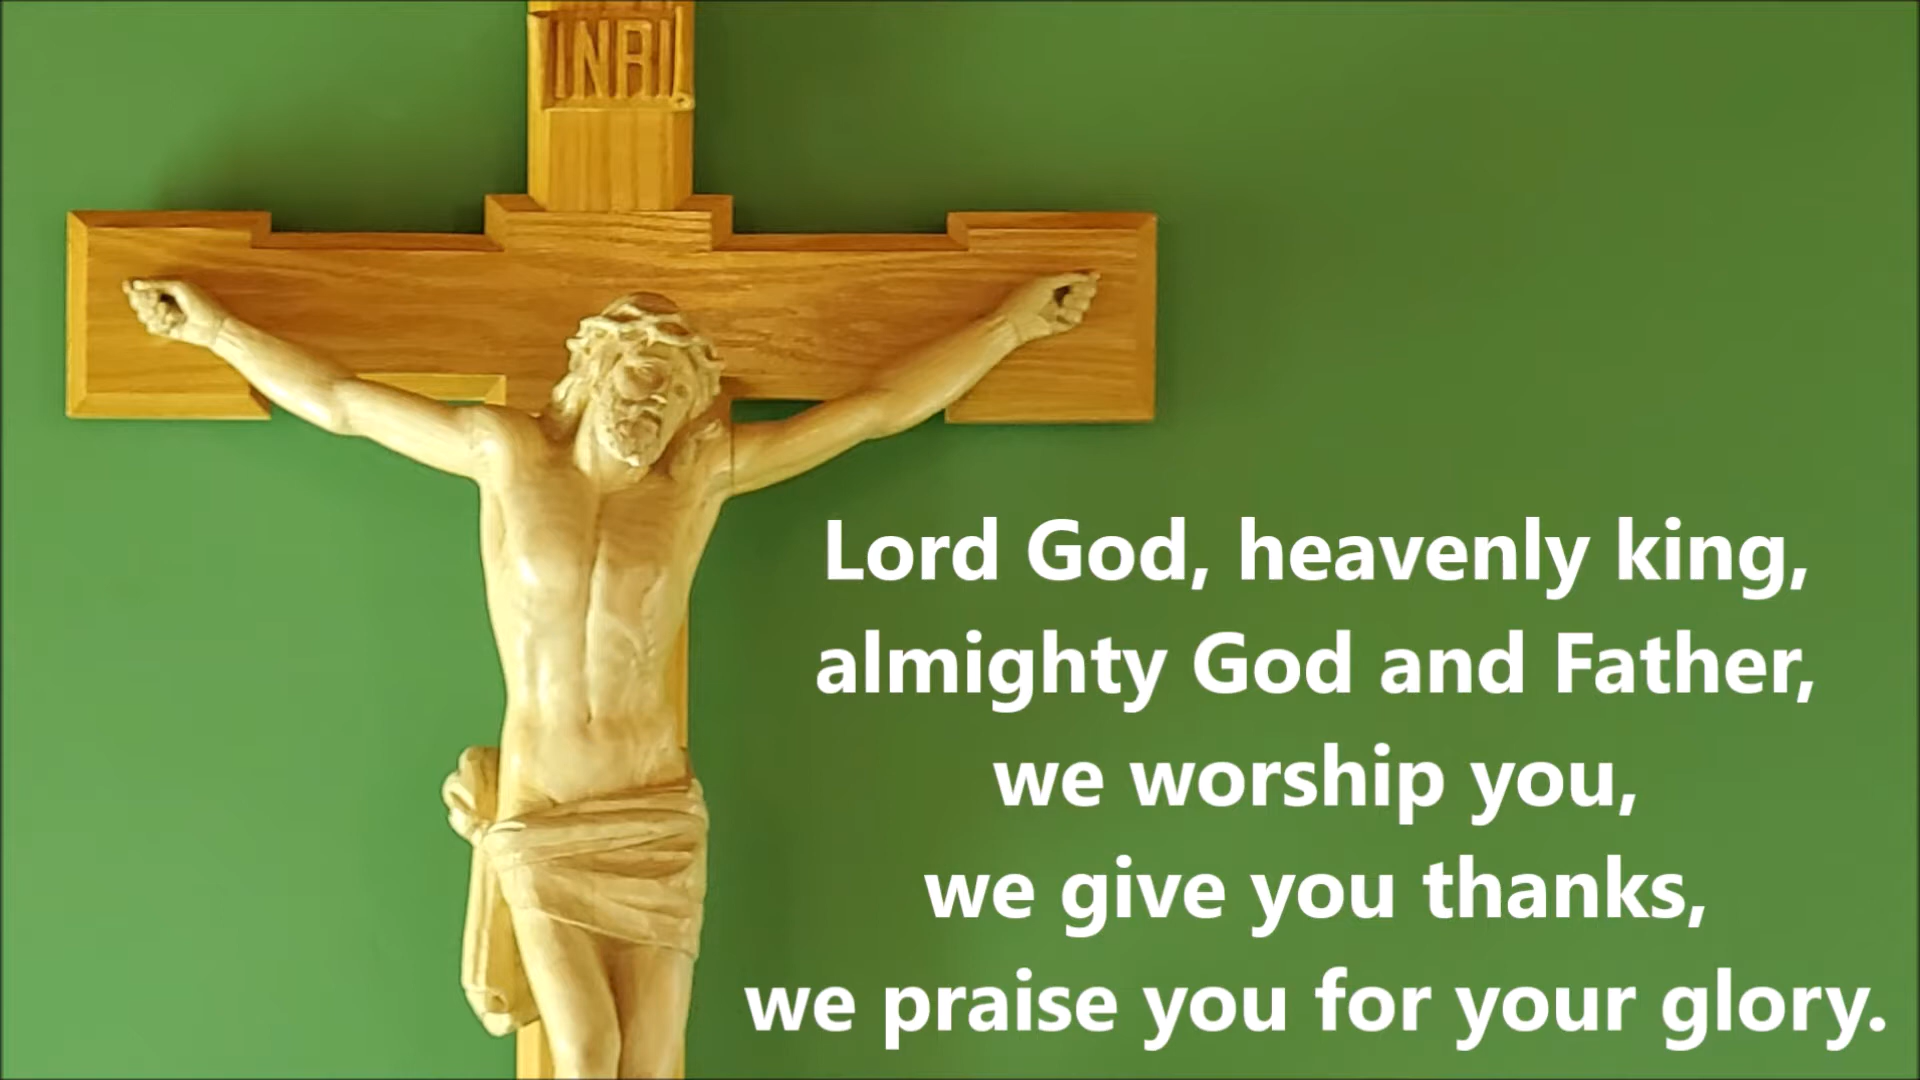 INRI
Lord God, heavenly king,
almighty God and Father,
we worship you,
we give you thanks,
we praise you for your glory.